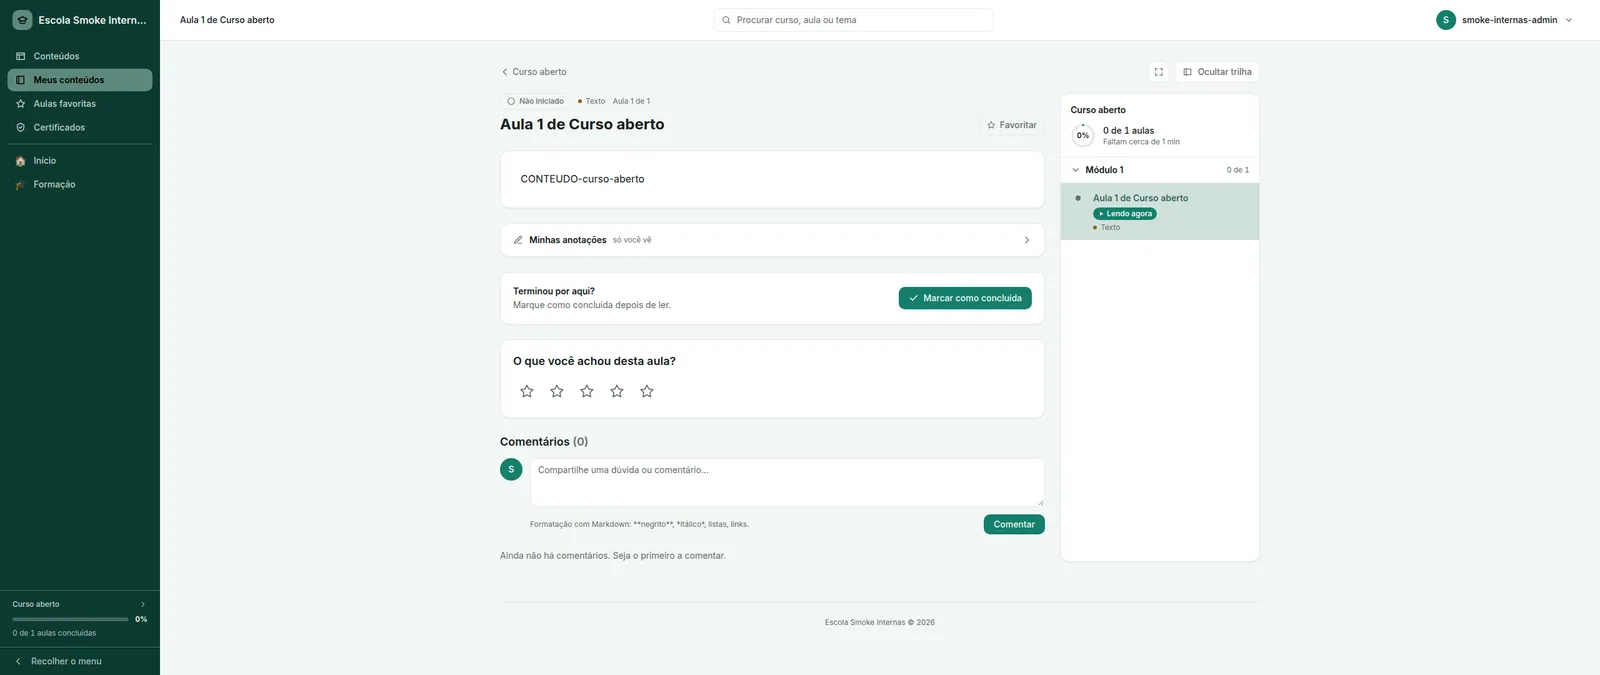 Escola Smoke Intern...
Conteúdos
Meus conteúdos
Aulas favoritas
Certificados
Início
Formação
Curso aberto
0%
0 de 1 aulas concluídas
Recolher o menu
Aula 1 de Curso aberto
Procurar curso, aula ou tema
S
smoke-internas-admin
Curso aberto
Ocultar trilha
Não iniciado
Texto
Aula 1 de 1
Aula 1 de Curso aberto
Favoritar
CONTEUDO-curso-aberto
Minhas anotações só você vê
Terminou por aqui?
Marque como concluída depois de ler.
Marcar como concluída
O que você achou desta aula?
Comentários (0)
S
Compartilhe uma dúvida ou comentário...
Formatação com Markdown: **negrito**, *itálico*, listas, links.
Comentar
Ainda não há comentários. Seja o primeiro a comentar.
Curso aberto
0%
0 de 1 aulas
Faltam cerca de 1 min
Módulo 1
0 de 1
Aula 1 de Curso aberto
Lendo agora
Texto
Escola Smoke Internas © 2026